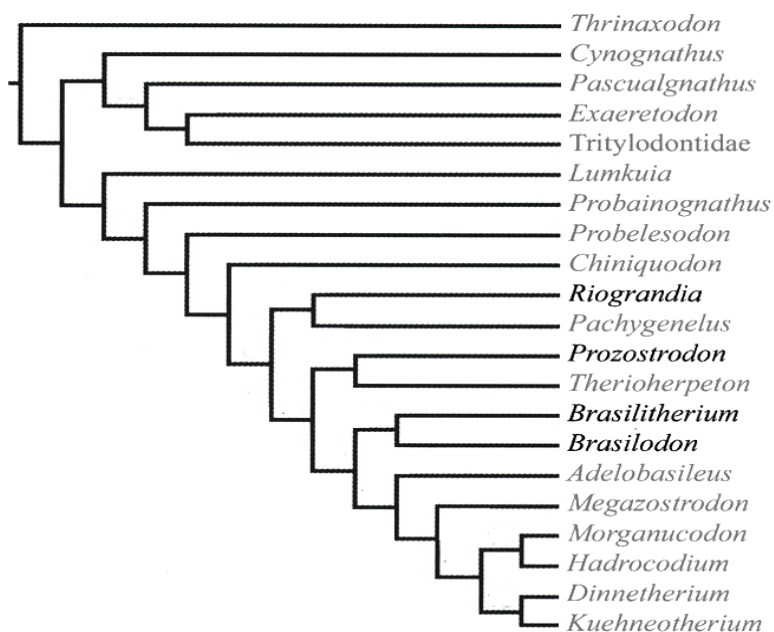 Thrinaxodon
Cynognathus
Pascualgnathus
Exaeretodon
Tritylodontidae
Lumkuia
Probainognathus
Probelesodon
Chiniquodon
Riograndia
Pachygenelus
Prozostrodon
Therioherpeton
Brasilitherium
Brasilodon
Adelobasileus
Megazostrodon
Morganucodon
Hadrocodium
Dinnetherium
Kuehneotherium